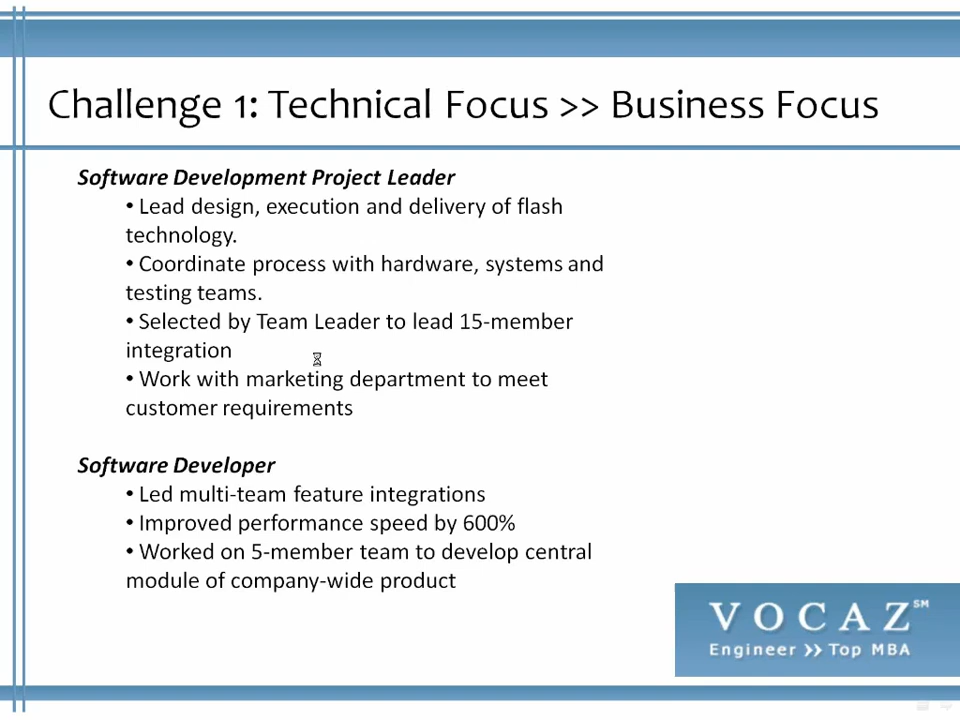 Challenge 1: Technical Focus >> Business Focus
Software Development Project Leader
• Lead design, execution and delivery of flash
technology.
• Coordinate process with hardware, systems and
testing teams.
• Selected by Team Leader to lead 15-member
integration
• Work with marketing department to meet
customer requirements
Software Developer
• Led multi-team feature integrations
• Improved performance speed by 600%
• Worked on 5-member team to develop central
module of company-wide product
VOCAZ℠
Engineer >> Top MBA